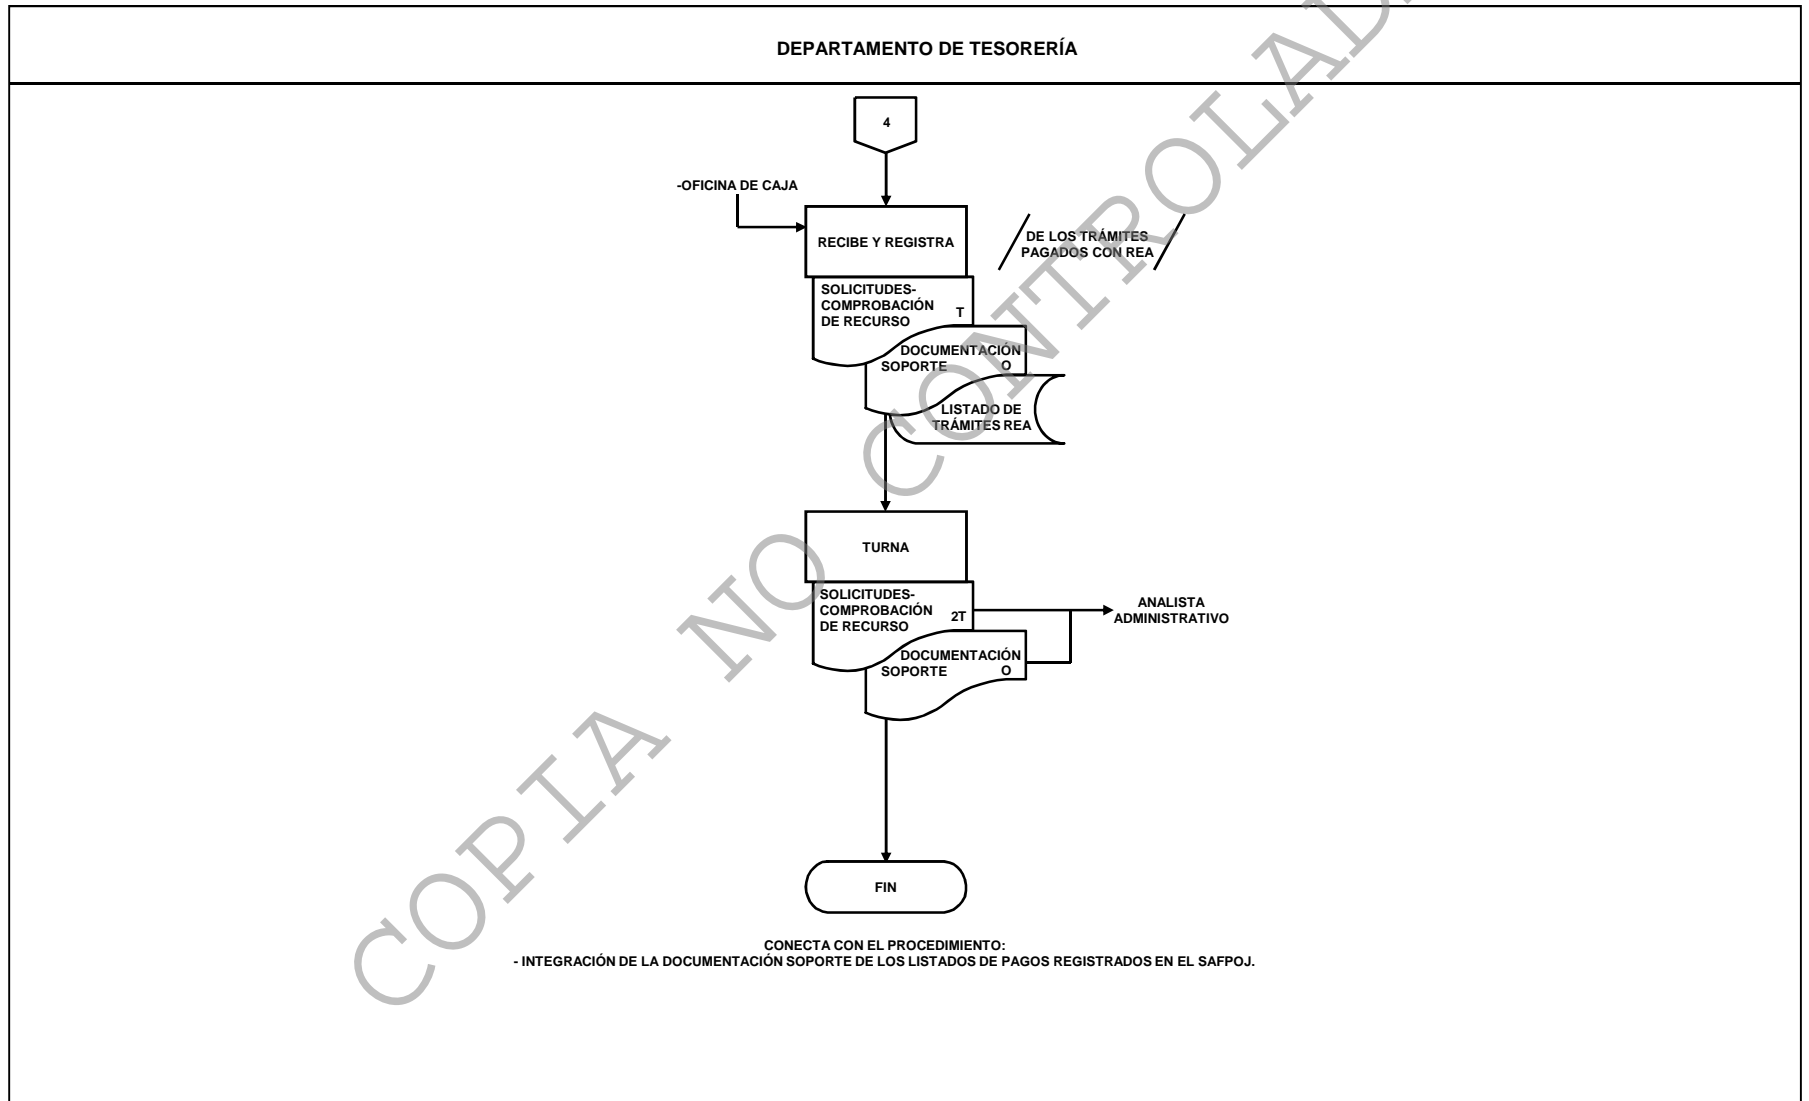 DEPARTAMENTO DE TESORERÍA
4
-OFICINA DE CAJA
RECIBE Y REGISTRA
DE LOS TRÁMITES
PAGADOS CON REA
SOLICITUDES-
COMPROBACIÓN
DE RECURSO T
DOCUMENTACIÓN
SOPORTE O
LISTADO DE
TRÁMITES REA
TURNA
SOLICITUDES-
COMPROBACIÓN
DE RECURSO 2T
DOCUMENTACIÓN
SOPORTE O
ANALISTA
ADMINISTRATIVO
FIN
CONECTA CON EL PROCEDIMIENTO:
- INTEGRACIÓN DE LA DOCUMENTACIÓN SOPORTE DE LOS LISTADOS DE PAGOS REGISTRADOS EN EL SAFPOJ.
COPIA NO CONTROLAD